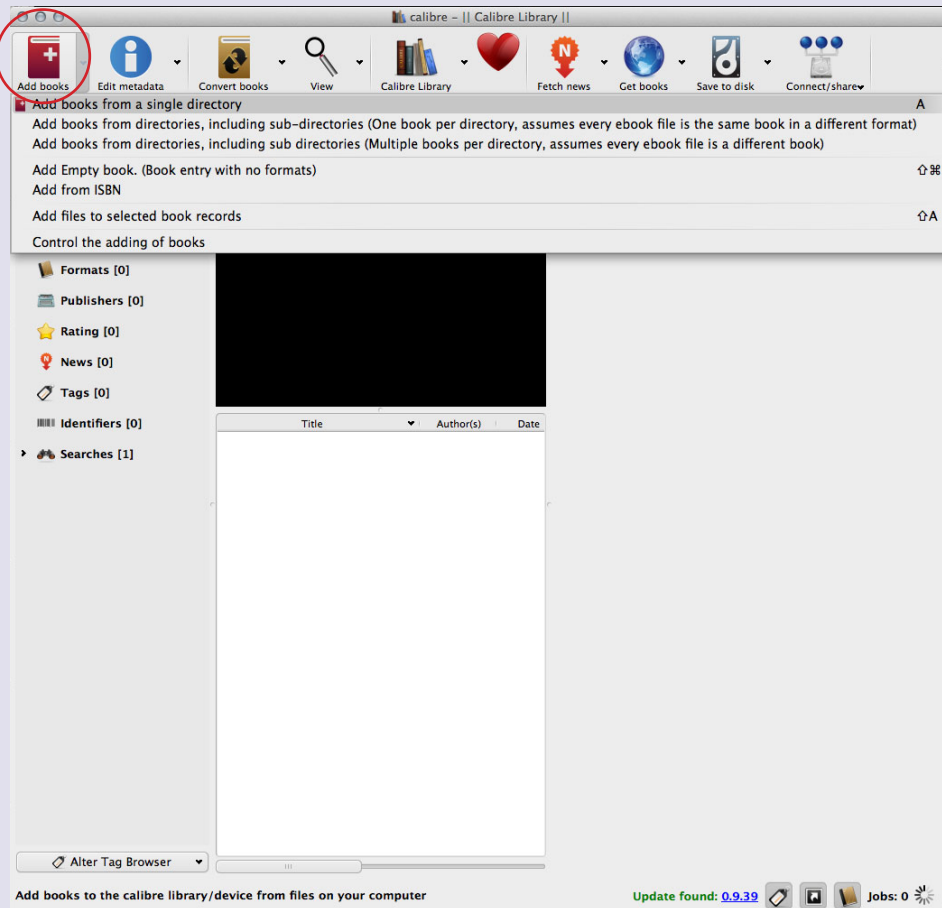 calibre - || Calibre Library ||
Add books Edit metadata Convert books View Calibre Library Fetch news Get books Save to disk Connect/share
Add books from a single directory A
Add books from directories, including sub-directories (One book per directory, assumes every ebook file is the same book in a different format)
Add books from directories, including sub directories (Multiple books per directory, assumes every ebook file is a different book)
Add Empty book. (Book entry with no formats) ⇧⌘
Add from ISBN
Add files to selected book records ⇧A
Control the adding of books
Formats [0]
Publishers [0]
Rating [0]
News [0]
Tags [0]
Identifiers [0]
Searches [1]
Title Author(s) Date
Alter Tag Browser
Add books to the calibre library/device from files on your computer Update found: 0.9.39 Jobs: 0